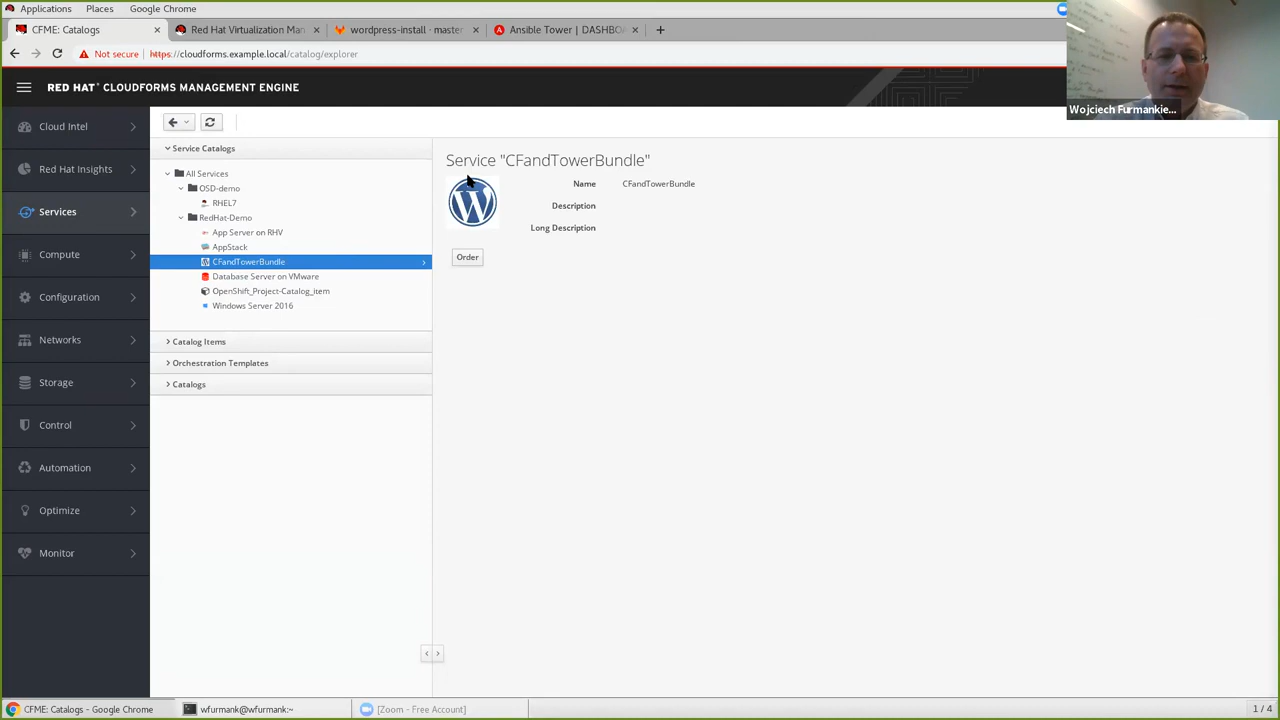 Applications Places Google Chrome
CFME: Catalogs × Red Hat Virtualization Man × wordpress-install · master × Ansible Tower | DASHBOA × +
Not secure | https://cloudforms.example.local/catalog/explorer
RED HAT® CLOUDFORMS MANAGEMENT ENGINE
Wojciech Furmankie...
Cloud Intel
Red Hat Insights
Services
Compute
Configuration
Networks
Storage
Control
Automation
Optimize
Monitor
Service Catalogs
All Services
OSD-demo
RHEL7
RedHat-Demo
App Server on RHV
AppStack
CFandTowerBundle
Database Server on VMware
OpenShift_Project-Catalog_item
Windows Server 2016
Catalog Items
Orchestration Templates
Catalogs
Service "CFandTowerBundle"
Name CFandTowerBundle
Description
Long Description
Order
CFME: Catalogs - Google Chrome wfurmank@wfurmank:~ [Zoom - Free Account] 1 / 4